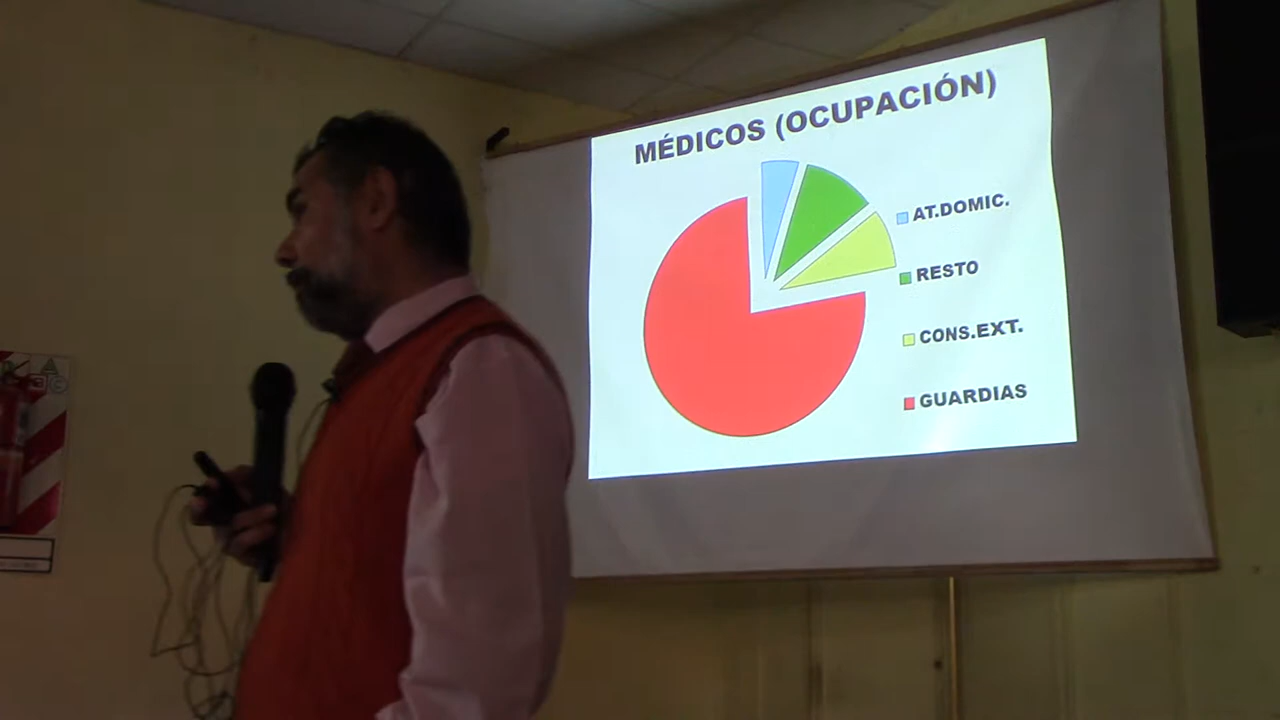 MÉDICOS (OCUPACIÓN)
AT.DOMIC.
RESTO
CONS.EXT.
GUARDIAS